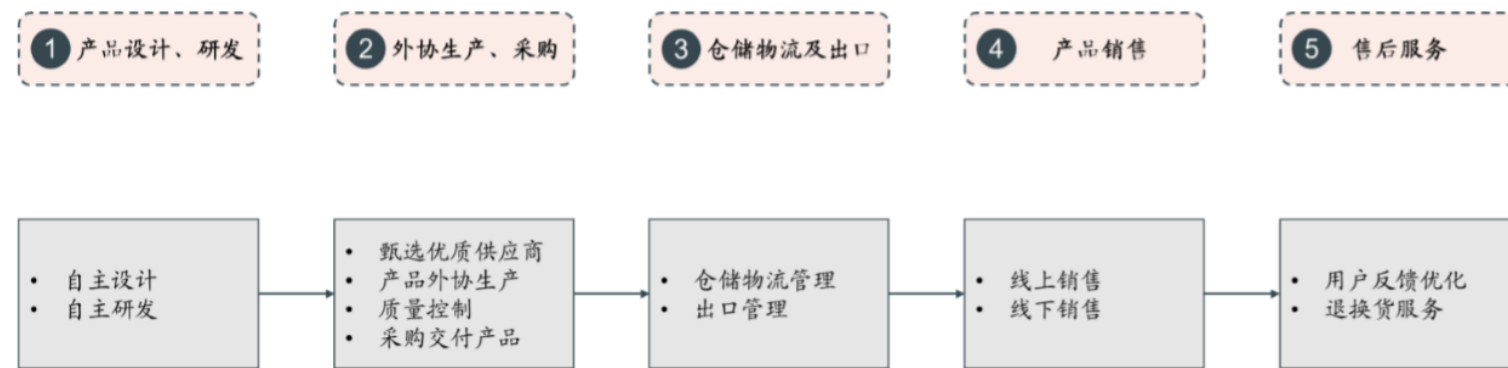 1 产品设计、研发
2 外协生产、采购
3 仓储物流及出口
4 产品销售
5 售后服务
• 自主设计
• 自主研发
• 甄选优质供应商
• 产品外协生产
• 质量控制
• 采购交付产品
• 仓储物流管理
• 出口管理
• 线上销售
• 线下销售
• 用户反馈优化
• 退换货服务